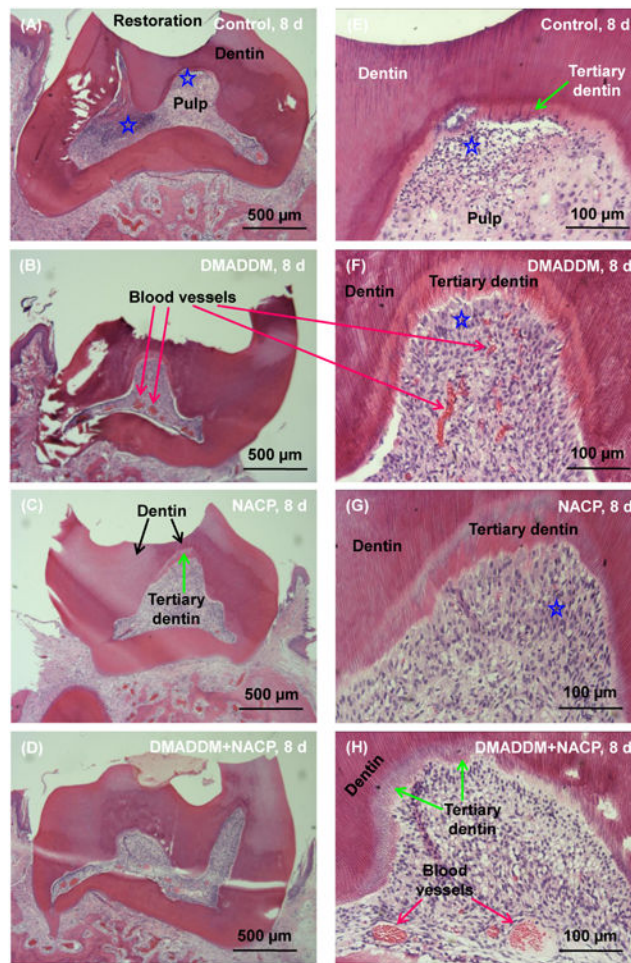 (A)
Restoration
Control, 8 d
Dentin
Pulp
500 μm
(E)
Control, 8 d
Dentin
Tertiary
dentin
Pulp
100 μm
(B)
DMADDM, 8 d
Blood vessels
500 μm
(F)
DMADDM, 8 d
Tertiary dentin
Dentin
100 μm
(C)
NACP, 8 d
Dentin
Tertiary
dentin
500 μm
(G)
NACP, 8 d
Tertiary dentin
Dentin
100 μm
(D)
DMADDM+NACP, 8 d
500 μm
(H)
DMADDM+NACP, 8 d
Dentin
Tertiary
dentin
Blood
vessels
100 μm